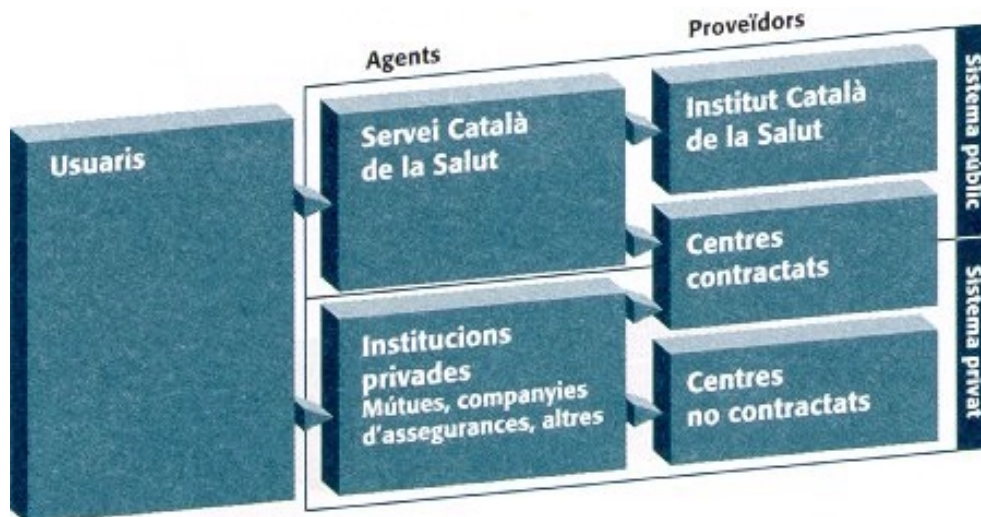 Agents
Proveïdors
Usuaris
Servei Català
de la Salut
Institut Català
de la Salut
Centres
contractats
Institucions
privades
Mútues, companyies
d'assegurances, altres
Centres
no contractats
Sistema públic
Sistema privat